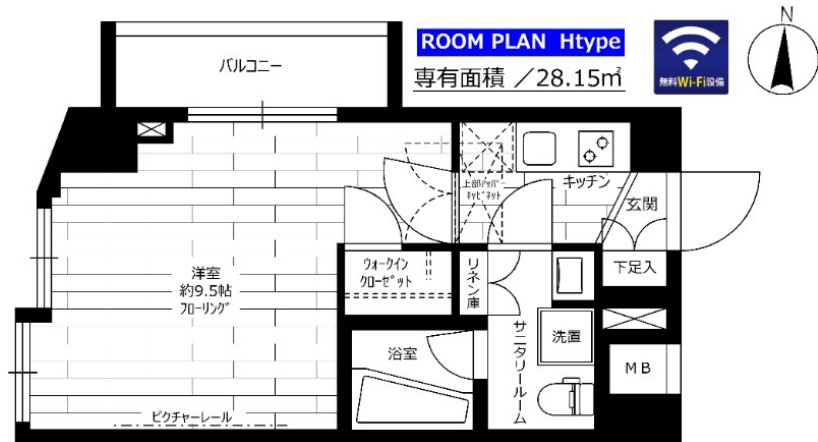 ROOM PLAN Htype
専有面積 ／28.15㎡
無料Wi-Fi設備
N
バルコニー
上部アッパー
キャビネット
キッチン
玄関
下足入
ウォークイン
クローゼット
リネン庫
洋室
約9.5帖
フローリング
サニタリールーム
洗置
浴室
MB
ピクチャーレール